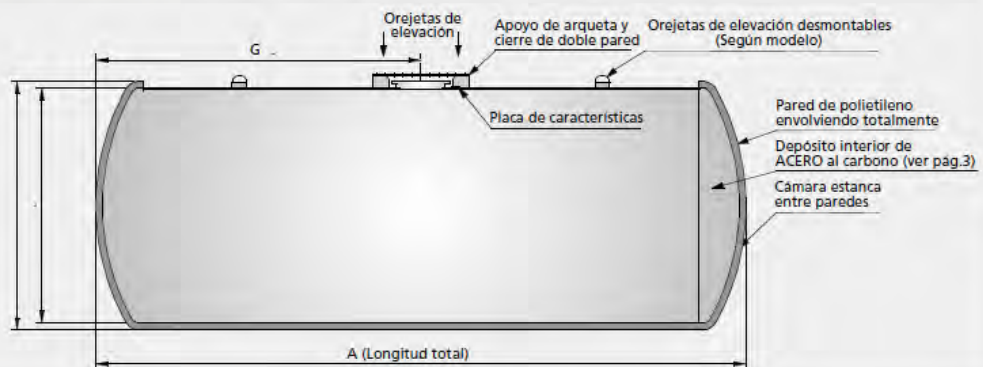 Orejetas de
elevación
Apoyo de arqueta y
cierre de doble pared
Orejetas de elevación desmontables
(Según modelo)
G
Placa de características
Pared de polietileno
envolviendo totalmente
Depósito interior de
ACERO al carbono (ver pág.3)
Cámara estanca
entre paredes
A (Longitud total)